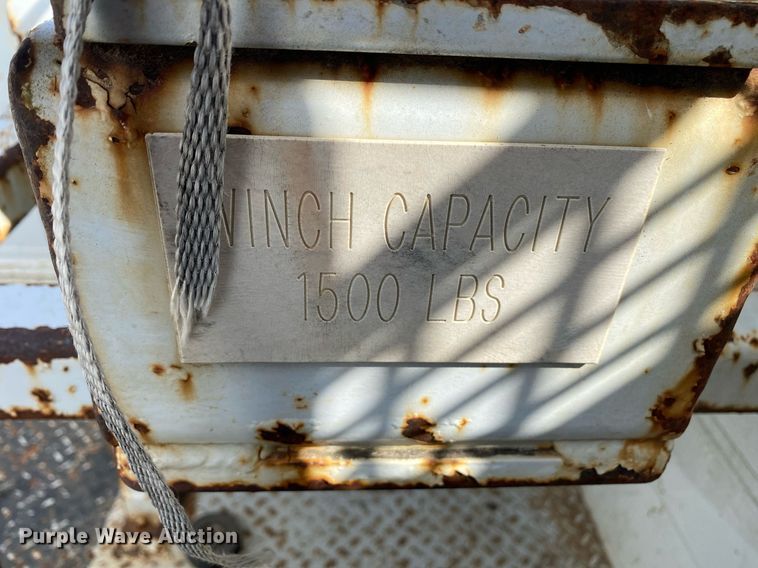 WINCH CAPACITY
1500 LBS
Purple Wave Auction